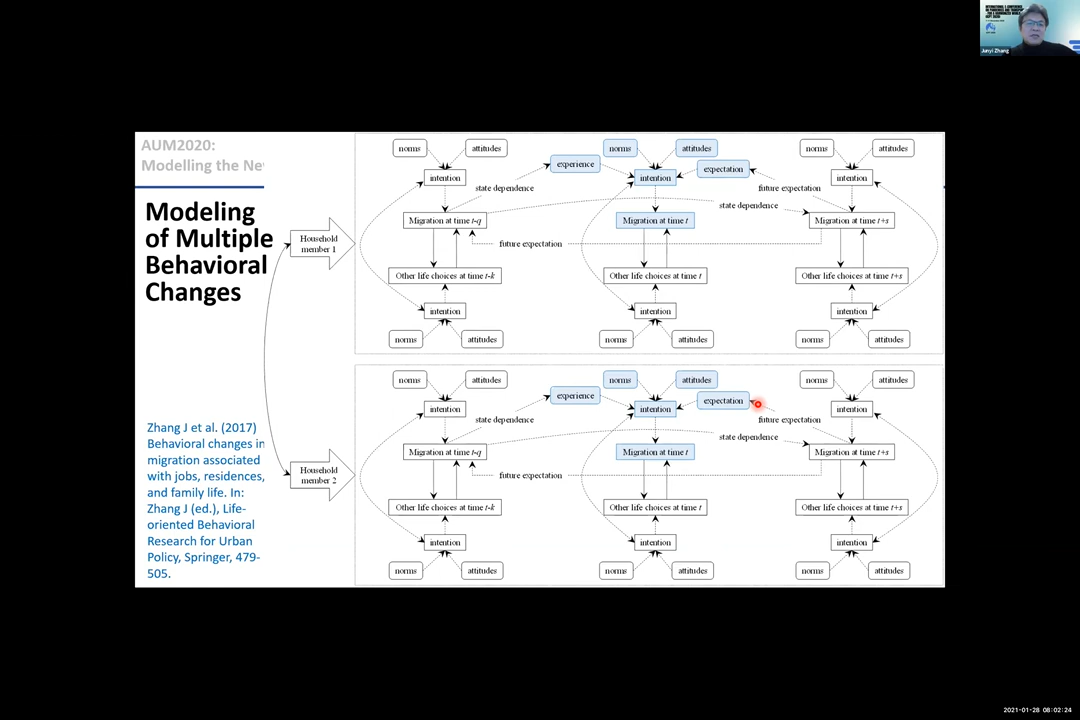 AUM2020:
Modelling the Ne
Modeling
of Multiple
Behavioral
Changes
Zhang J et al. (2017)
Behavioral changes in
migration associated
with jobs, residences,
and family life. In:
Zhang J (ed.), Life-
oriented Behavioral
Research for Urban
Policy, Springer, 479-
505.
Household
member 1
norms
attitudes
norms
attitudes
norms
attitudes
experience
expectation
intention
intention
intention
state dependence
future expectation
state dependence
Migration at time t-q
Migration at time t
Migration at time t+s
future expectation
Other life choices at time t-k
Other life choices at time t
Other life choices at time t+s
intention
intention
intention
norms
attitudes
norms
attitudes
norms
attitudes
Household
member 2
norms
attitudes
norms
attitudes
norms
attitudes
experience
expectation
intention
intention
intention
state dependence
future expectation
state dependence
Migration at time t-q
Migration at time t
Migration at time t+s
future expectation
Other life choices at time t-k
Other life choices at time t
Other life choices at time t+s
intention
intention
intention
norms
attitudes
norms
attitudes
norms
attitudes
Junyi Zhang
2021-01-28 08:02:24